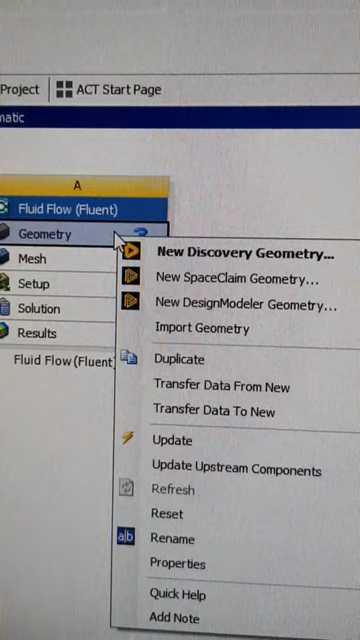 Project
ACT Start Page
matic
A
Fluid Flow (Fluent)
Geometry
Mesh
Setup
Solution
Results
Fluid Flow (Fluent
New Discovery Geometry...
New SpaceClaim Geometry...
New DesignModeler Geometry...
Import Geometry
Duplicate
Transfer Data From New
Transfer Data To New
Update
Update Upstream Components
Refresh
Reset
a|b Rename
Properties
Quick Help
Add Note